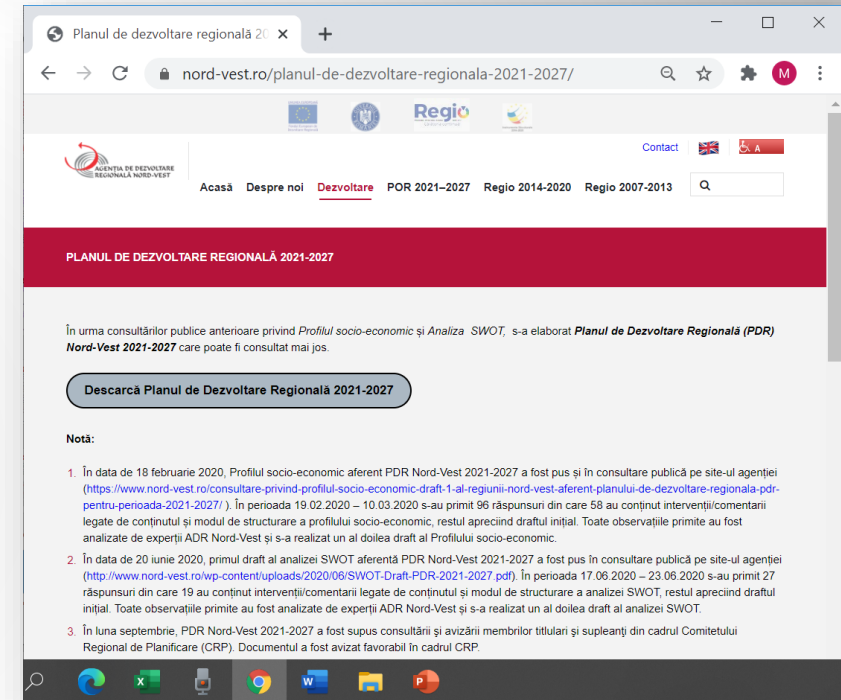 Planul de dezvoltare regională 20
nord-vest.ro/planul-de-dezvoltare-regionala-2021-2027/
M
Regio
Contact
A
AGENȚIA DE DEZVOLTARE
REGIONALĂ NORD-VEST
Acasă Despre noi Dezvoltare POR 2021–2027 Regio 2014-2020 Regio 2007-2013
PLANUL DE DEZVOLTARE REGIONALĂ 2021-2027
În urma consultărilor publice anterioare privind Profilul socio-economic și Analiza SWOT, s-a elaborat Planul de Dezvoltare Regională (PDR)
Nord-Vest 2021-2027 care poate fi consultat mai jos.
Descarcă Planul de Dezvoltare Regională 2021-2027
Notă:
1. În data de 18 februarie 2020, Profilul socio-economic aferent PDR Nord-Vest 2021-2027 a fost pus și în consultare publică pe site-ul agenției
(https://www.nord-vest.ro/consultare-privind-profilul-socio-economic-draft-1-al-regiunii-nord-vest-aferent-planului-de-dezvoltare-regionala-pdr-
pentru-perioada-2021-2027/ ). În perioada 19.02.2020 – 10.03.2020 s-au primit 96 răspunsuri din care 58 au conținut intervenții/comentarii
legate de conținutul și modul de structurare a profilului socio-economic, restul apreciind draftul inițial. Toate observațiile primite au fost
analizate de experții ADR Nord-Vest și s-a realizat un al doilea draft al Profilului socio-economic.
2. În data de 20 iunie 2020, primul draft al analizei SWOT aferentă PDR Nord-Vest 2021-2027 a fost pus în consultare publică pe site-ul agenției
(http://www.nord-vest.ro/wp-content/uploads/2020/06/SWOT-Draft-PDR-2021-2027.pdf). În perioada 17.06.2020 – 23.06.2020 s-au primit 27
răspunsuri din care 19 au conținut intervenții/comentarii legate de conținutul și modul de structurare a analizei SWOT, restul apreciind draftul
inițial. Toate observațiile primite au fost analizate de experții ADR Nord-Vest și s-a realizat un al doilea draft al analizei SWOT.
3. În luna septembrie, PDR Nord-Vest 2021-2027 a fost supus consultării şi avizării membrilor titulari şi supleanţi din cadrul Comitetului
Regional de Planificare (CRP). Documentul a fost avizat favorabil în cadrul CRP.